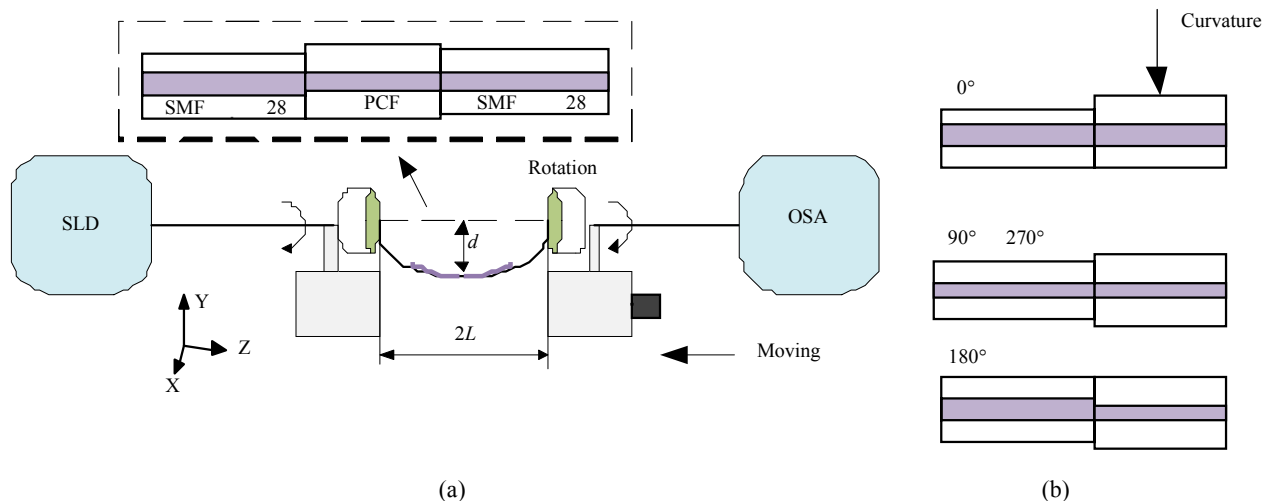 SMF 28 PCF SMF 28
Rotation
SLD
OSA
d
2L
Y
Z
X
Moving
(a)
Curvature
0°
90° 270°
180°
(b)